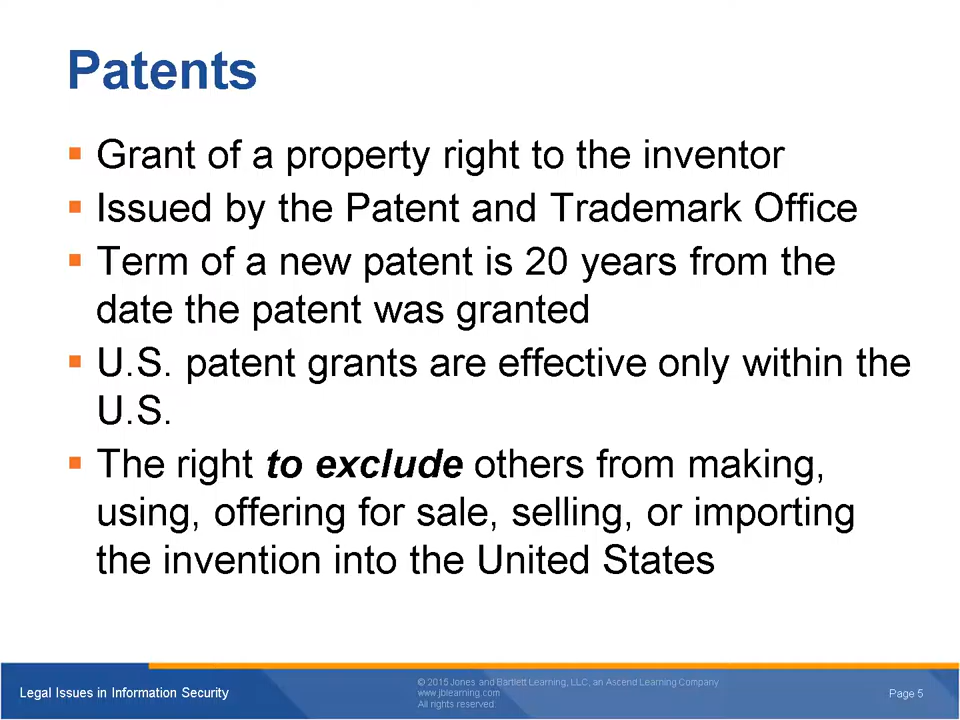 Patents
Grant of a property right to the inventor
Issued by the Patent and Trademark Office
Term of a new patent is 20 years from the
date the patent was granted
U.S. patent grants are effective only within the
U.S.
The right to exclude others from making,
using, offering for sale, selling, or importing
the invention into the United States
Legal Issues in Information Security
© 2015 Jones and Bartlett Learning, LLC, an Ascend Learning Company
www.jblearning.com
All rights reserved.
Page 5